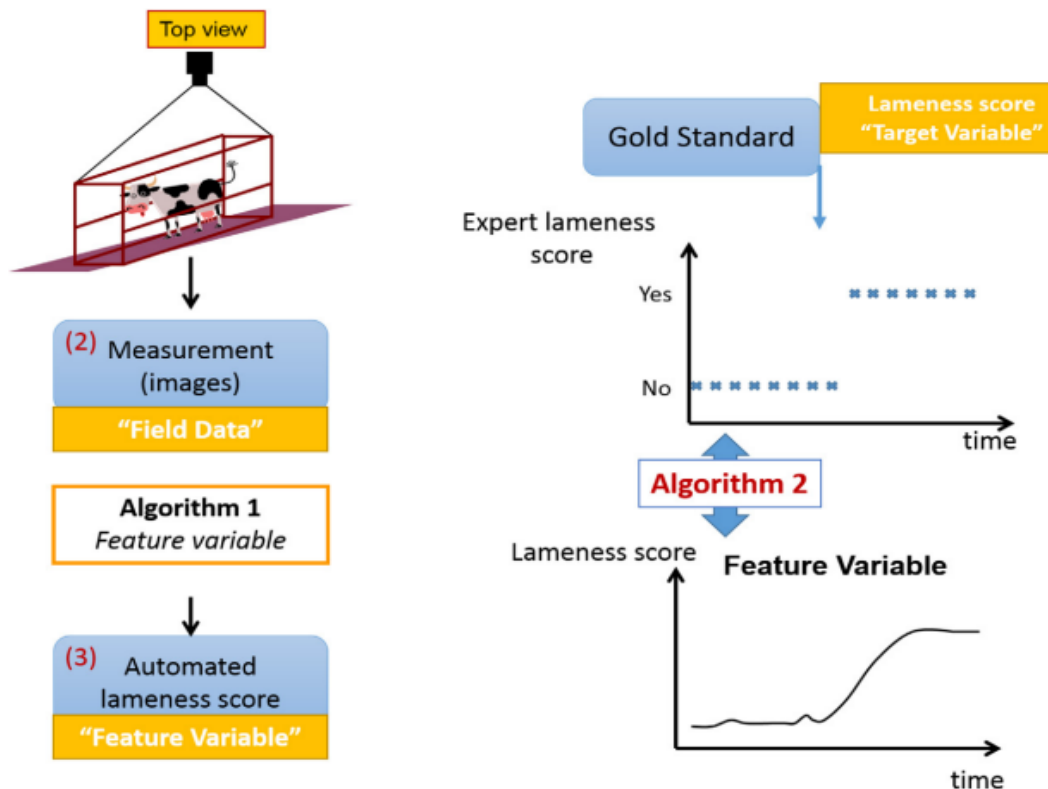 Top view
(2)
Measurement
(images)
“Field Data”
Algorithm 1
Feature variable
(3)
Automated
lameness score
“Feature Variable”
Gold Standard
Lameness score
“Target Variable”
Expert lameness
score
Yes
No
time
Algorithm 2
Lameness score
Feature Variable
time